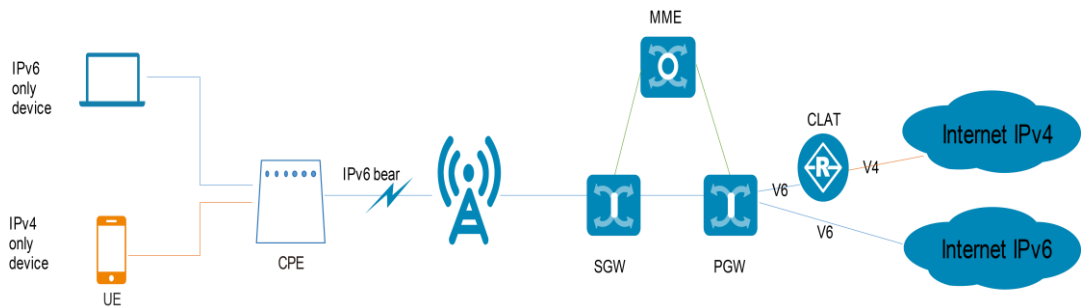 MME
IPv6
only
device
CLAT
Internet IPv4
V4
V6
IPv6 bear
IPv4
only
device
V6
Internet IPv6
CPE
SGW
PGW
UE
R